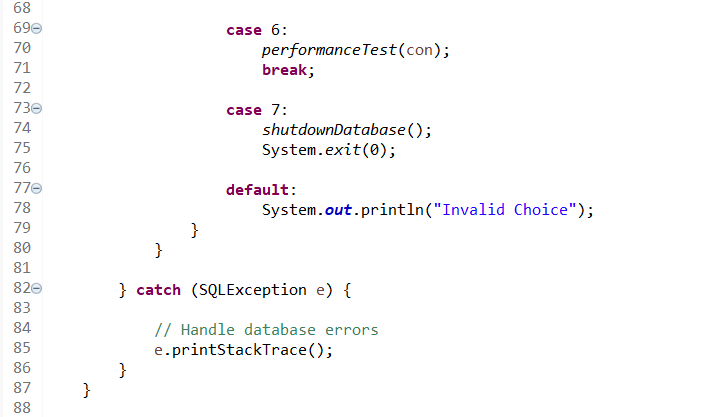 68
69 case 6:
70 performanceTest(con);
71 break;
72
73 case 7:
74 shutdownDatabase();
75 System.exit(0);
76
77 default:
78 System.out.println("Invalid Choice");
79 }
80 }
81
82 } catch (SQLException e) {
83
84 // Handle database errors
85 e.printStackTrace();
86 }
87 }
88